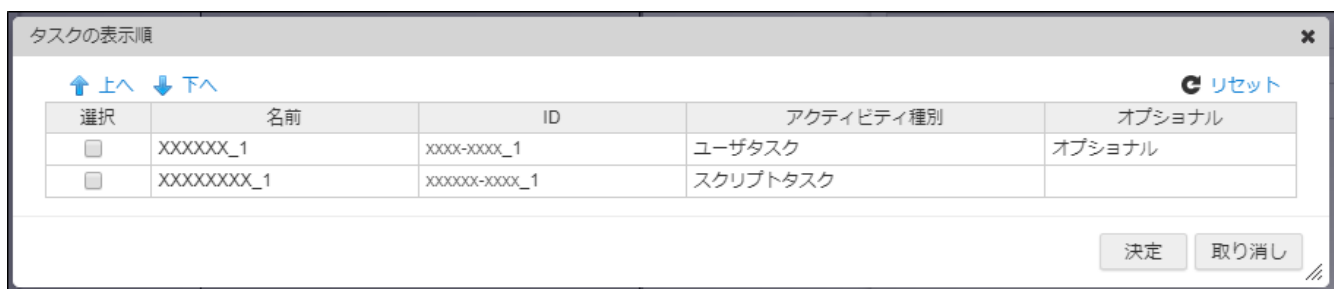 タスクの表示順
上へ 下へ リセット
選択 名前 ID アクティビティ種別 オプショナル
XXXXXX_1 xxxx-xxxx_1 ユーザタスク オプショナル
XXXXXXXX_1 xxxxxx-xxxx_1 スクリプトタスク
決定 取り消し